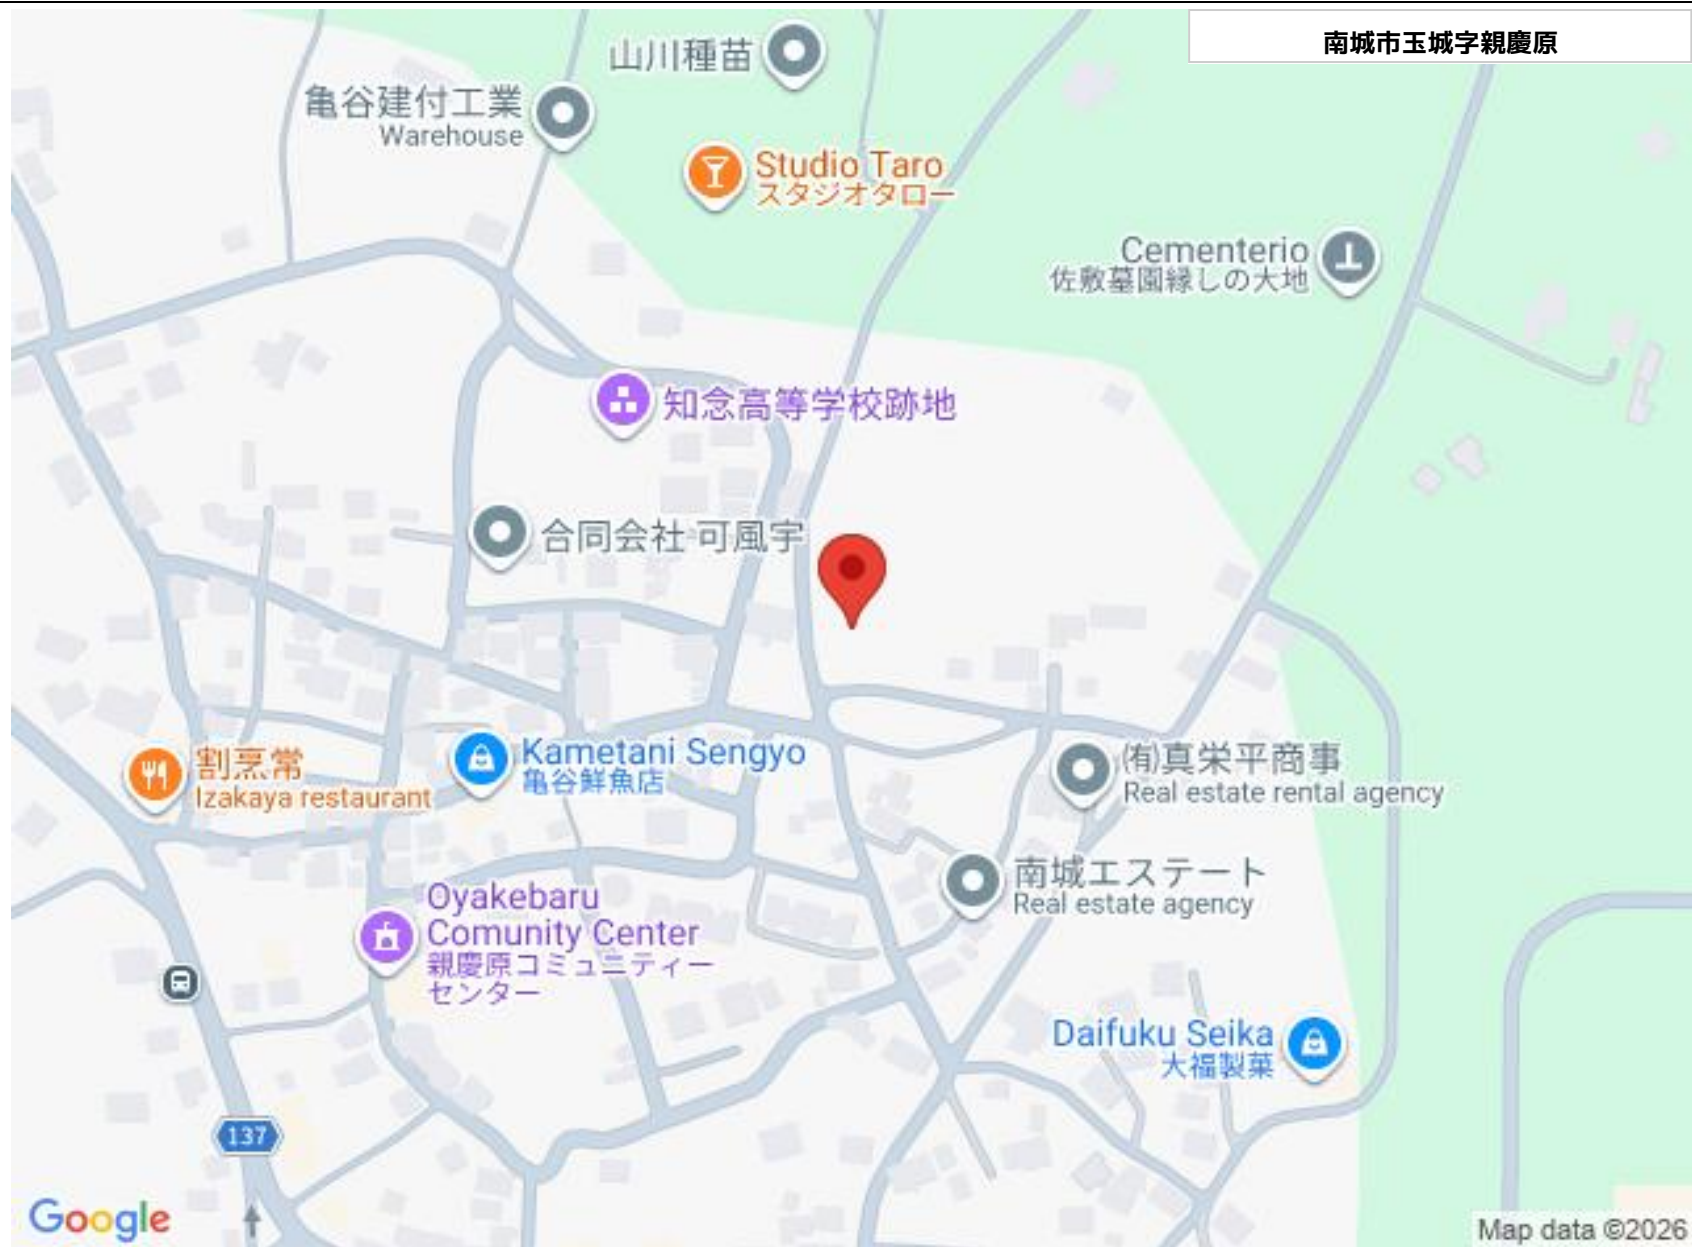 南城市玉城字親慶原
山川種苗
亀谷建付工業
Warehouse
Studio Taro
スタジオタロー
Cementerio
佐敷墓園縁しの大地
知念高等学校跡地
合同会社 可風宇
割烹常
Izakaya restaurant
Kametani Sengyo
亀谷鮮魚店
㈲真栄平商事
Real estate rental agency
南城エステート
Real estate agency
Oyakebaru
Comunity Center
親慶原コミュニティー
センター
Daifuku Seika
大福製菓
137
Google
Map data ©2026